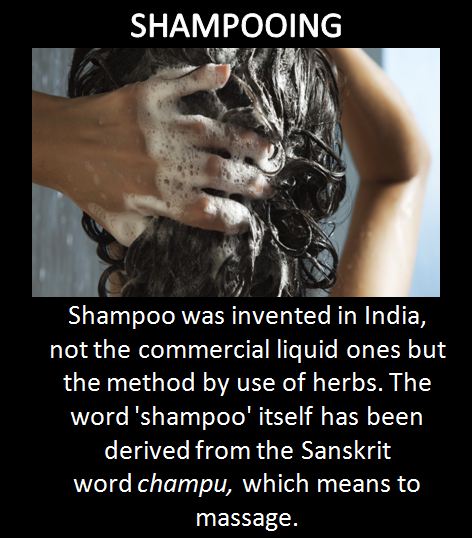 SHAMPOOING
Shampoo was invented in India,
not the commercial liquid ones but
the method by use of herbs. The
word 'shampoo' itself has been
derived from the Sanskrit
word champu, which means to
massage.